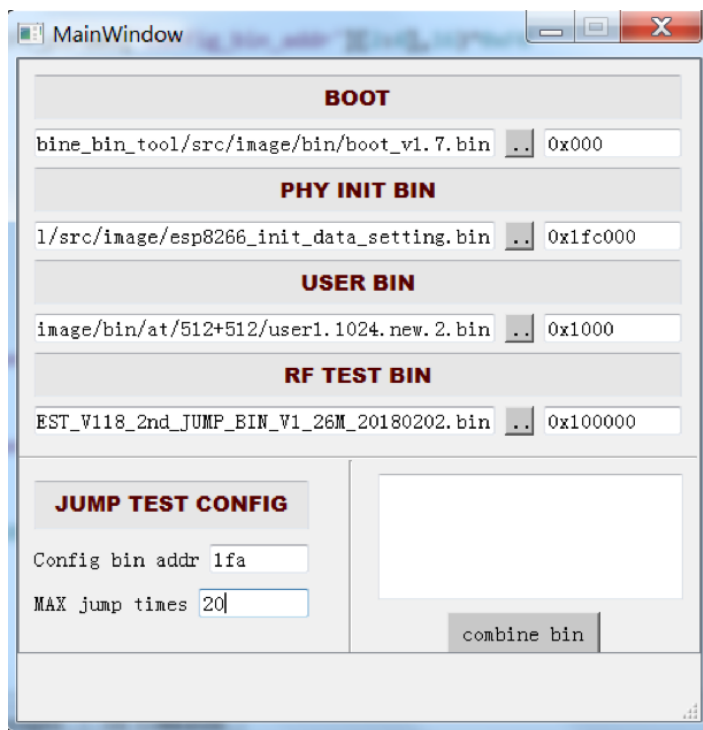 MainWindow
BOOT
bine_bin_tool/src/image/bin/boot_v1.7.bin .. 0x000
PHY INIT BIN
l/src/image/esp8266_init_data_setting.bin .. 0x1fc000
USER BIN
image/bin/at/512+512/user1.1024.new.2.bin .. 0x1000
RF TEST BIN
EST_V118_2nd_JUMP_BIN_V1_26M_20180202.bin .. 0x100000
JUMP TEST CONFIG
Config bin addr 1fa
MAX jump times 20
combine bin